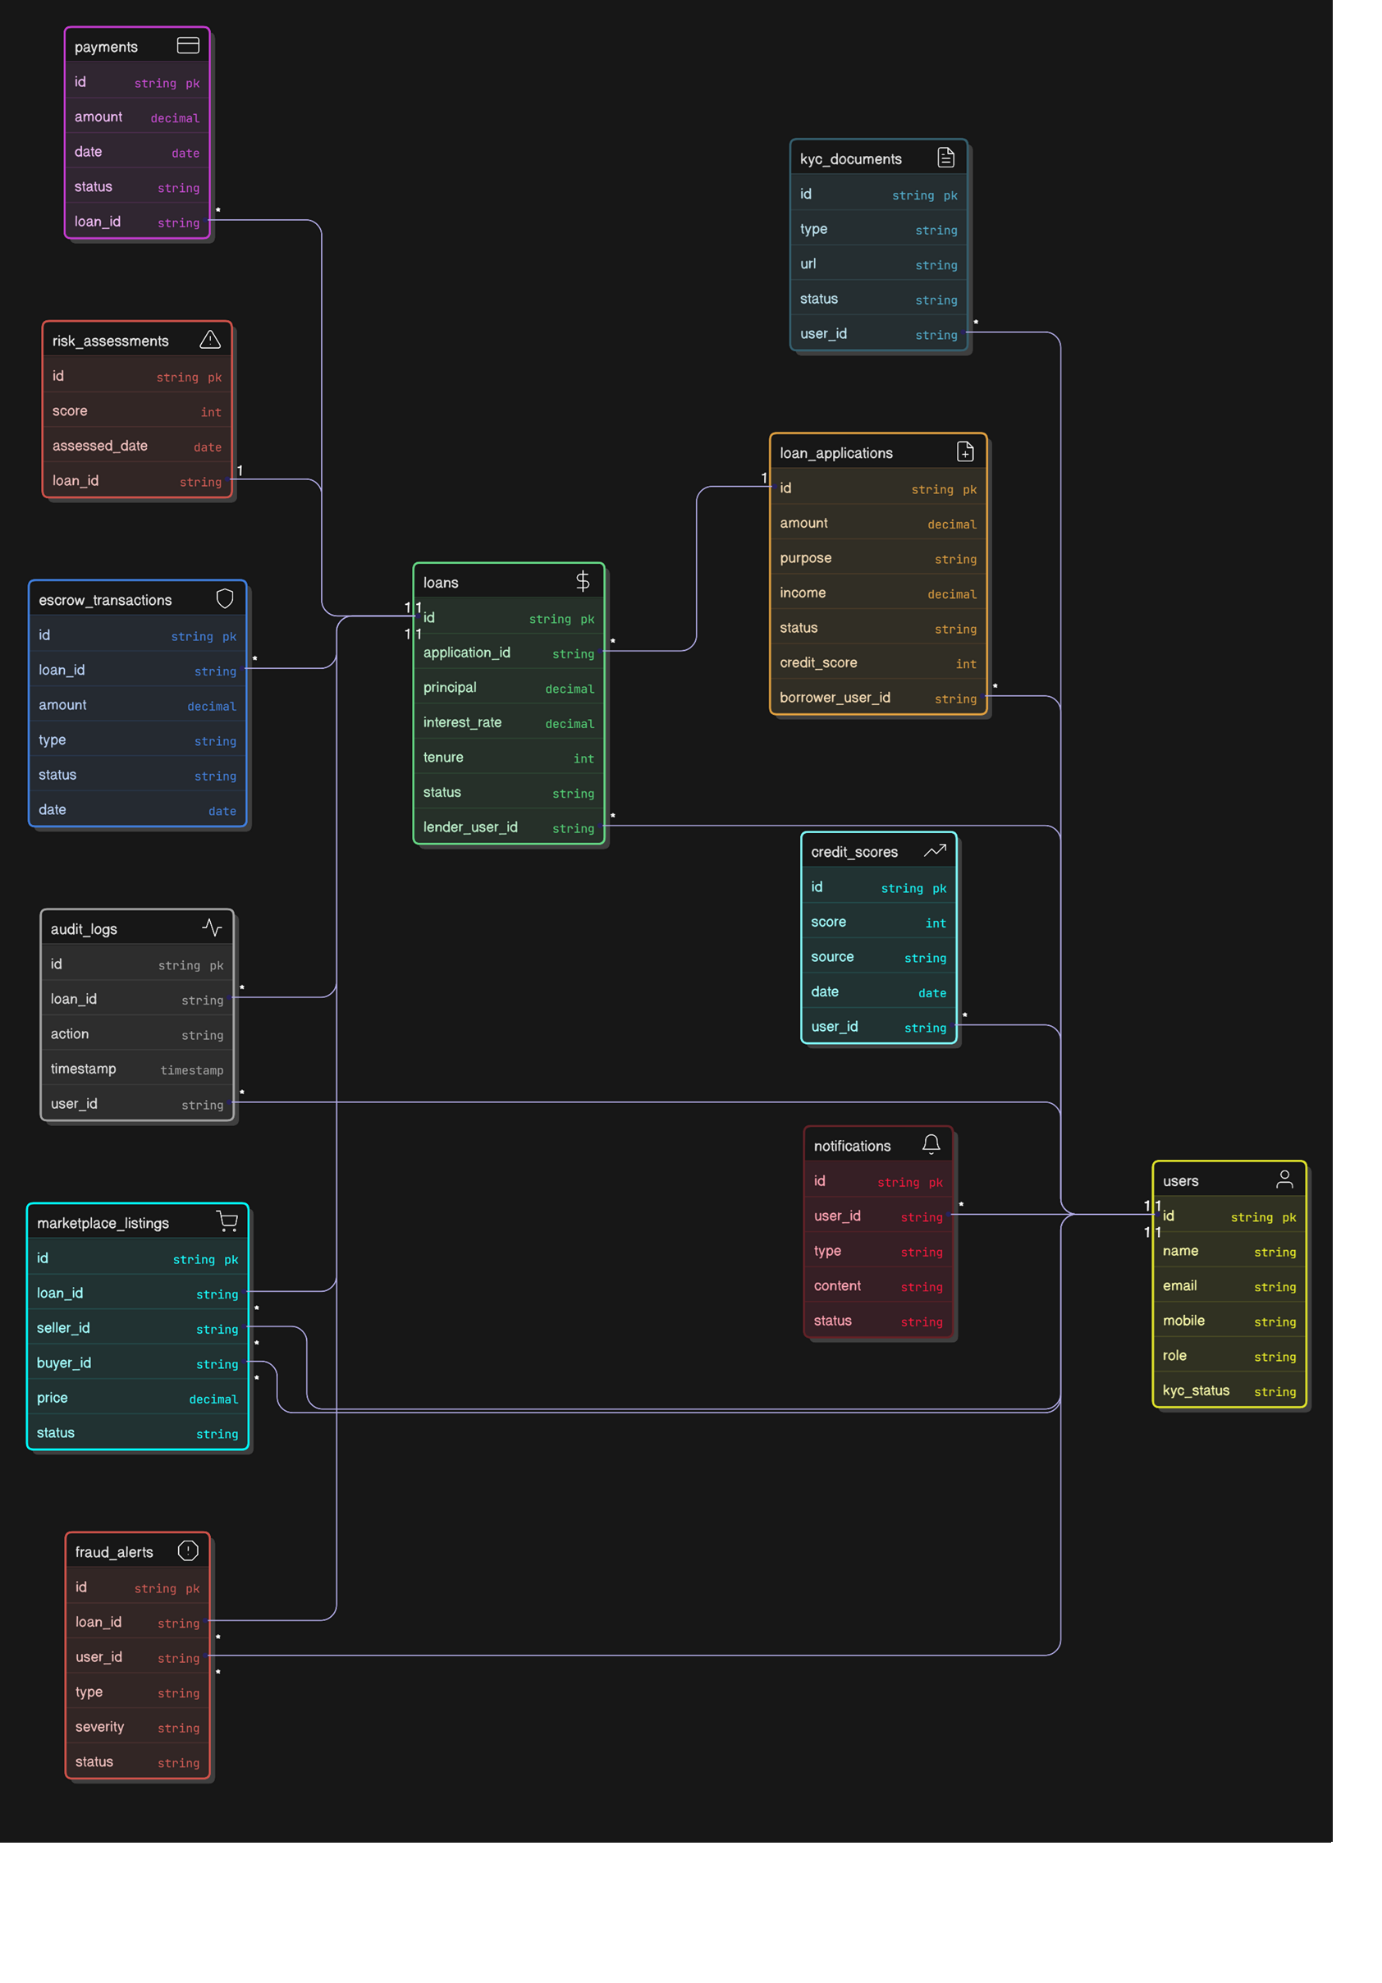 payments
id string pk
amount decimal
date date
status string
loan_id string
*
risk_assessments
id string pk
score int
assessed_date date
loan_id string
1
escrow_transactions
id string pk
loan_id string
*
amount decimal
type string
status string
date date
audit_logs
id string pk
loan_id string
*
action string
timestamp timestamp
user_id string
*
marketplace_listings
id string pk
loan_id string
*
seller_id string
*
buyer_id string
*
price decimal
status string
fraud_alerts
id string pk
loan_id string
*
user_id string
*
type string
severity string
status string
loans
1 1
id string pk
1 1
application_id string
*
principal decimal
interest_rate decimal
tenure int
status string
lender_user_id string
*
kyc_documents
id string pk
type string
url string
status string
user_id string
*
loan_applications
1
id string pk
amount decimal
purpose string
income decimal
status string
credit_score int
borrower_user_id string
*
credit_scores
id string pk
score int
source string
date date
user_id string
*
notifications
id string pk
user_id string
*
type string
content string
status string
users
1 1
id string pk
1 1
name string
email string
mobile string
role string
kyc_status string